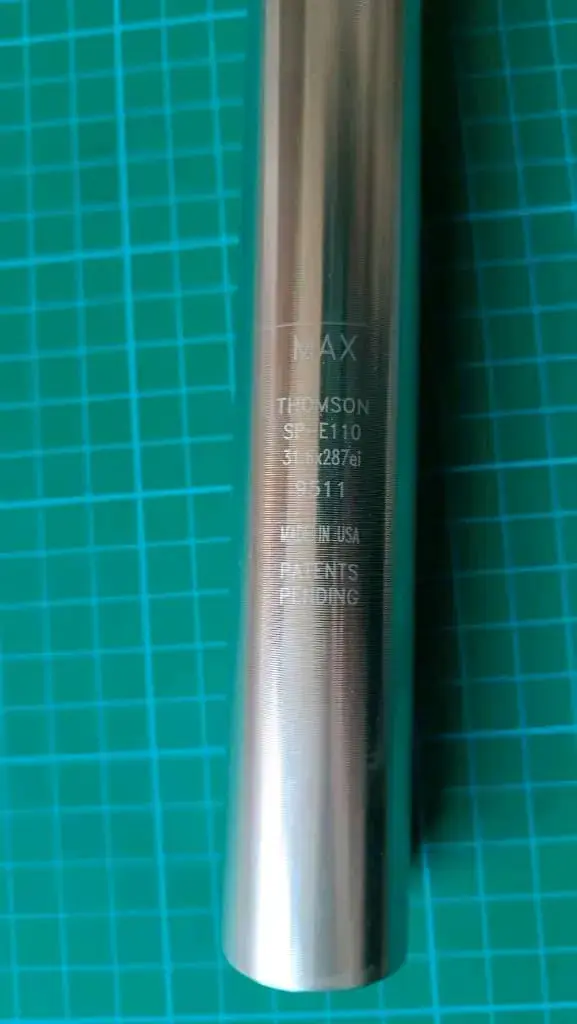 MAX
THOMSON
SP-E110
31.6x287ei
9511
MADE IN USA
PATENTS
PENDING